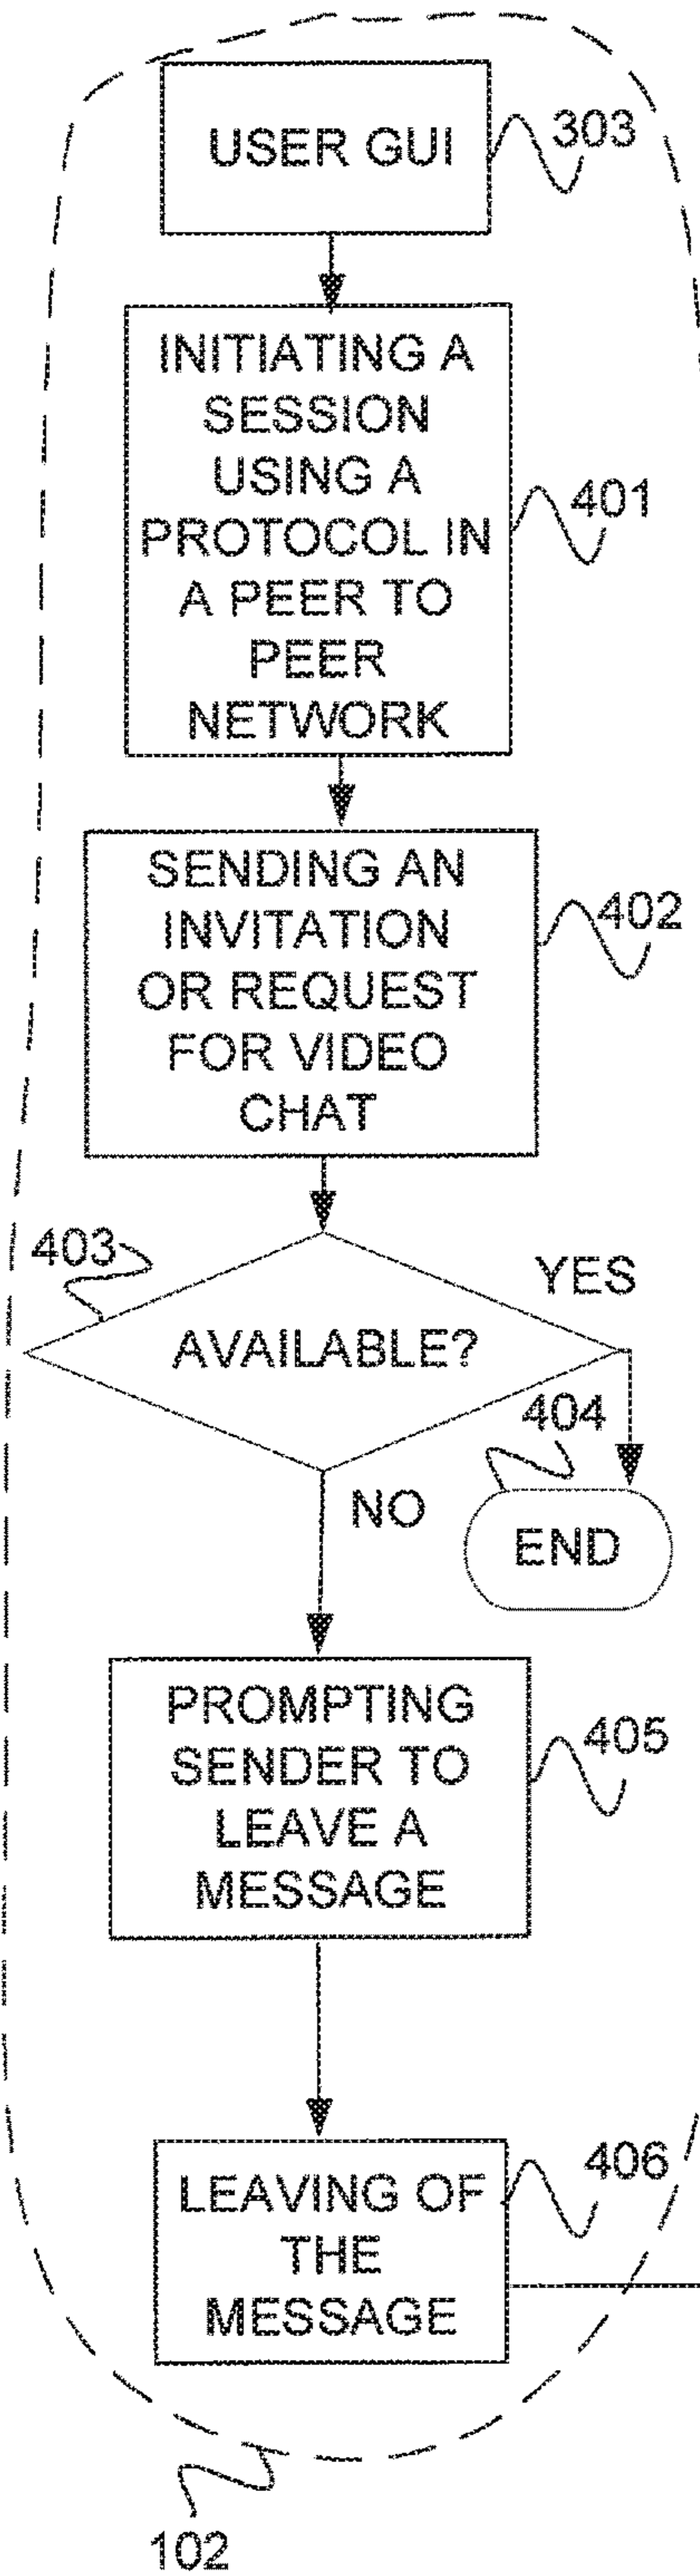 USER GUI
303
INITIATING A
SESSION
USING A
PROTOCOL IN
A PEER TO
PEER
NETWORK
401
SENDING AN
INVITATION
OR REQUEST
FOR VIDEO
CHAT
402
403
AVAILABLE?
YES
404
NO
END
PROMPTING
SENDER TO
LEAVE A
MESSAGE
405
LEAVING OF
THE
MESSAGE
406
102